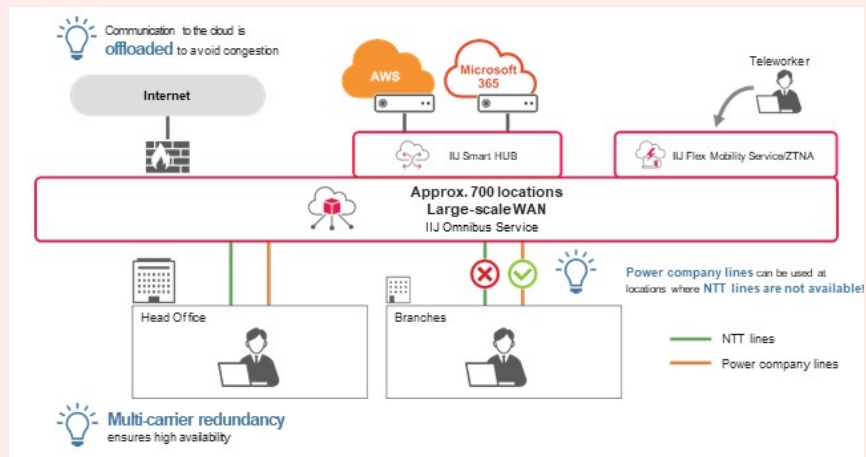 Communication to the cloud is
offloaded to avoid congestion
Internet
AWS
Microsoft
365
Teleworker
IIJ Smart HUB
IIJ Flex Mobility Service/ZTNA
Approx. 700 locations
Large-scale WAN
IIJ Omnibus Service
Power company lines can be used at
locations where NTT lines are not available!
Head Office
Branches
NTT lines
Power company lines
Multi-carrier redundancy
ensures high availability